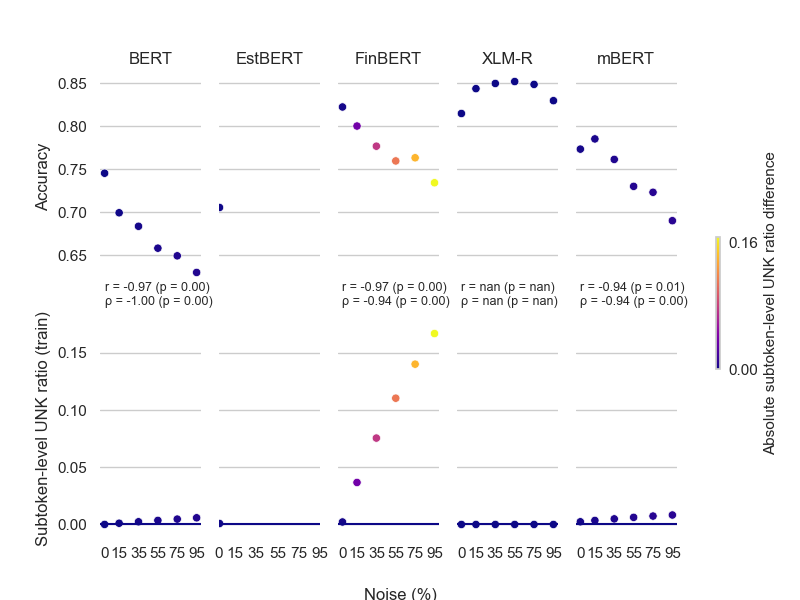 BERT EstBERT FinBERT XLM-R mBERT
Accuracy
0.85
0.80
0.75
0.70
0.65
r = -0.97 (p = 0.00) r = -0.97 (p = 0.00) r = nan (p = nan) r = -0.94 (p = 0.01)
ρ = -1.00 (p = 0.00) ρ = -0.94 (p = 0.00) ρ = nan (p = nan) ρ = -0.94 (p = 0.00)
Subtoken-level UNK ratio (train)
0.15
0.10
0.05
0.00
0 15 35 55 75 95 0 15 35 55 75 95 0 15 35 55 75 95 0 15 35 55 75 95 0 15 35 55 75 95
Noise (%)
0.16
0.00
Absolute subtoken-level UNK ratio difference